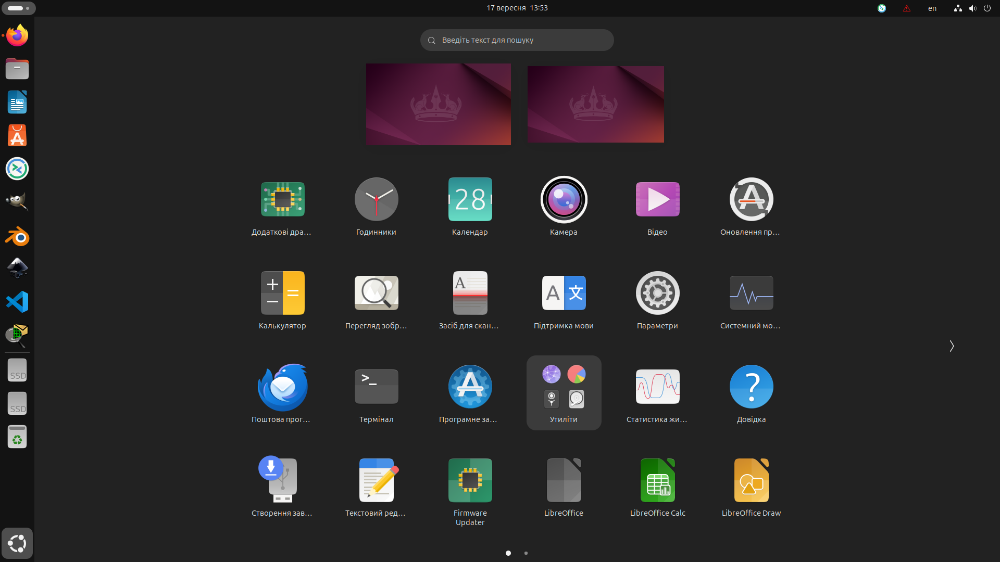 17 вересня 13:53
en
Введіть текст для пошуку
28
Додаткові дра…
Годинники
Календар
Камера
Відео
Оновлення пр…
Калькулятор
Перегляд зобр…
Засіб для скан…
Підтримка мови
Параметри
Системний мо…
Поштова прог…
Термінал
Програмне за…
Утиліти
Статистика жи…
Довідка
SSD
SSD
Створення зав…
Текстовий ред…
Firmware
Updater
LibreOffice
LibreOffice Calc
LibreOffice Draw